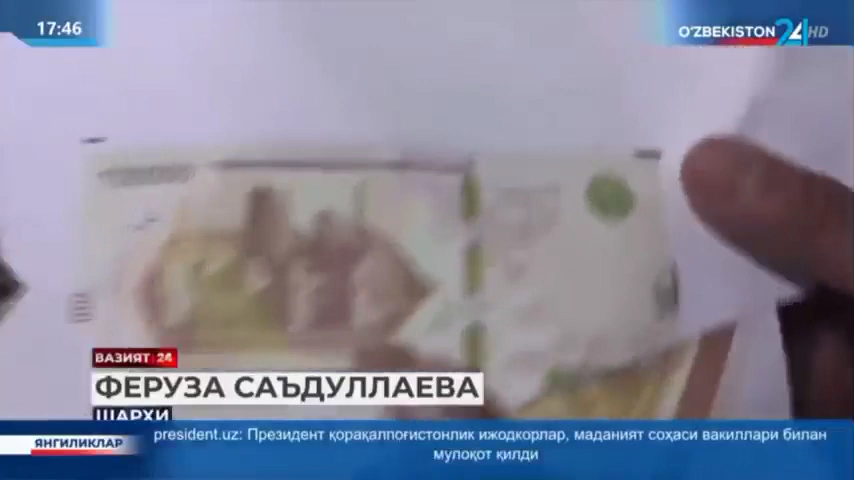 17:46
O'ZBEKISTON 24 HD
ВАЗИЯТ 24
ФЕРУЗА САЪДУЛЛАЕВА
ШАРҲИ
ЯНГИЛИКЛАР
president.uz: Президент қорақалпоғистонлик ижодкорлар, маданият соҳаси вакиллари билан
мулоқот қилди